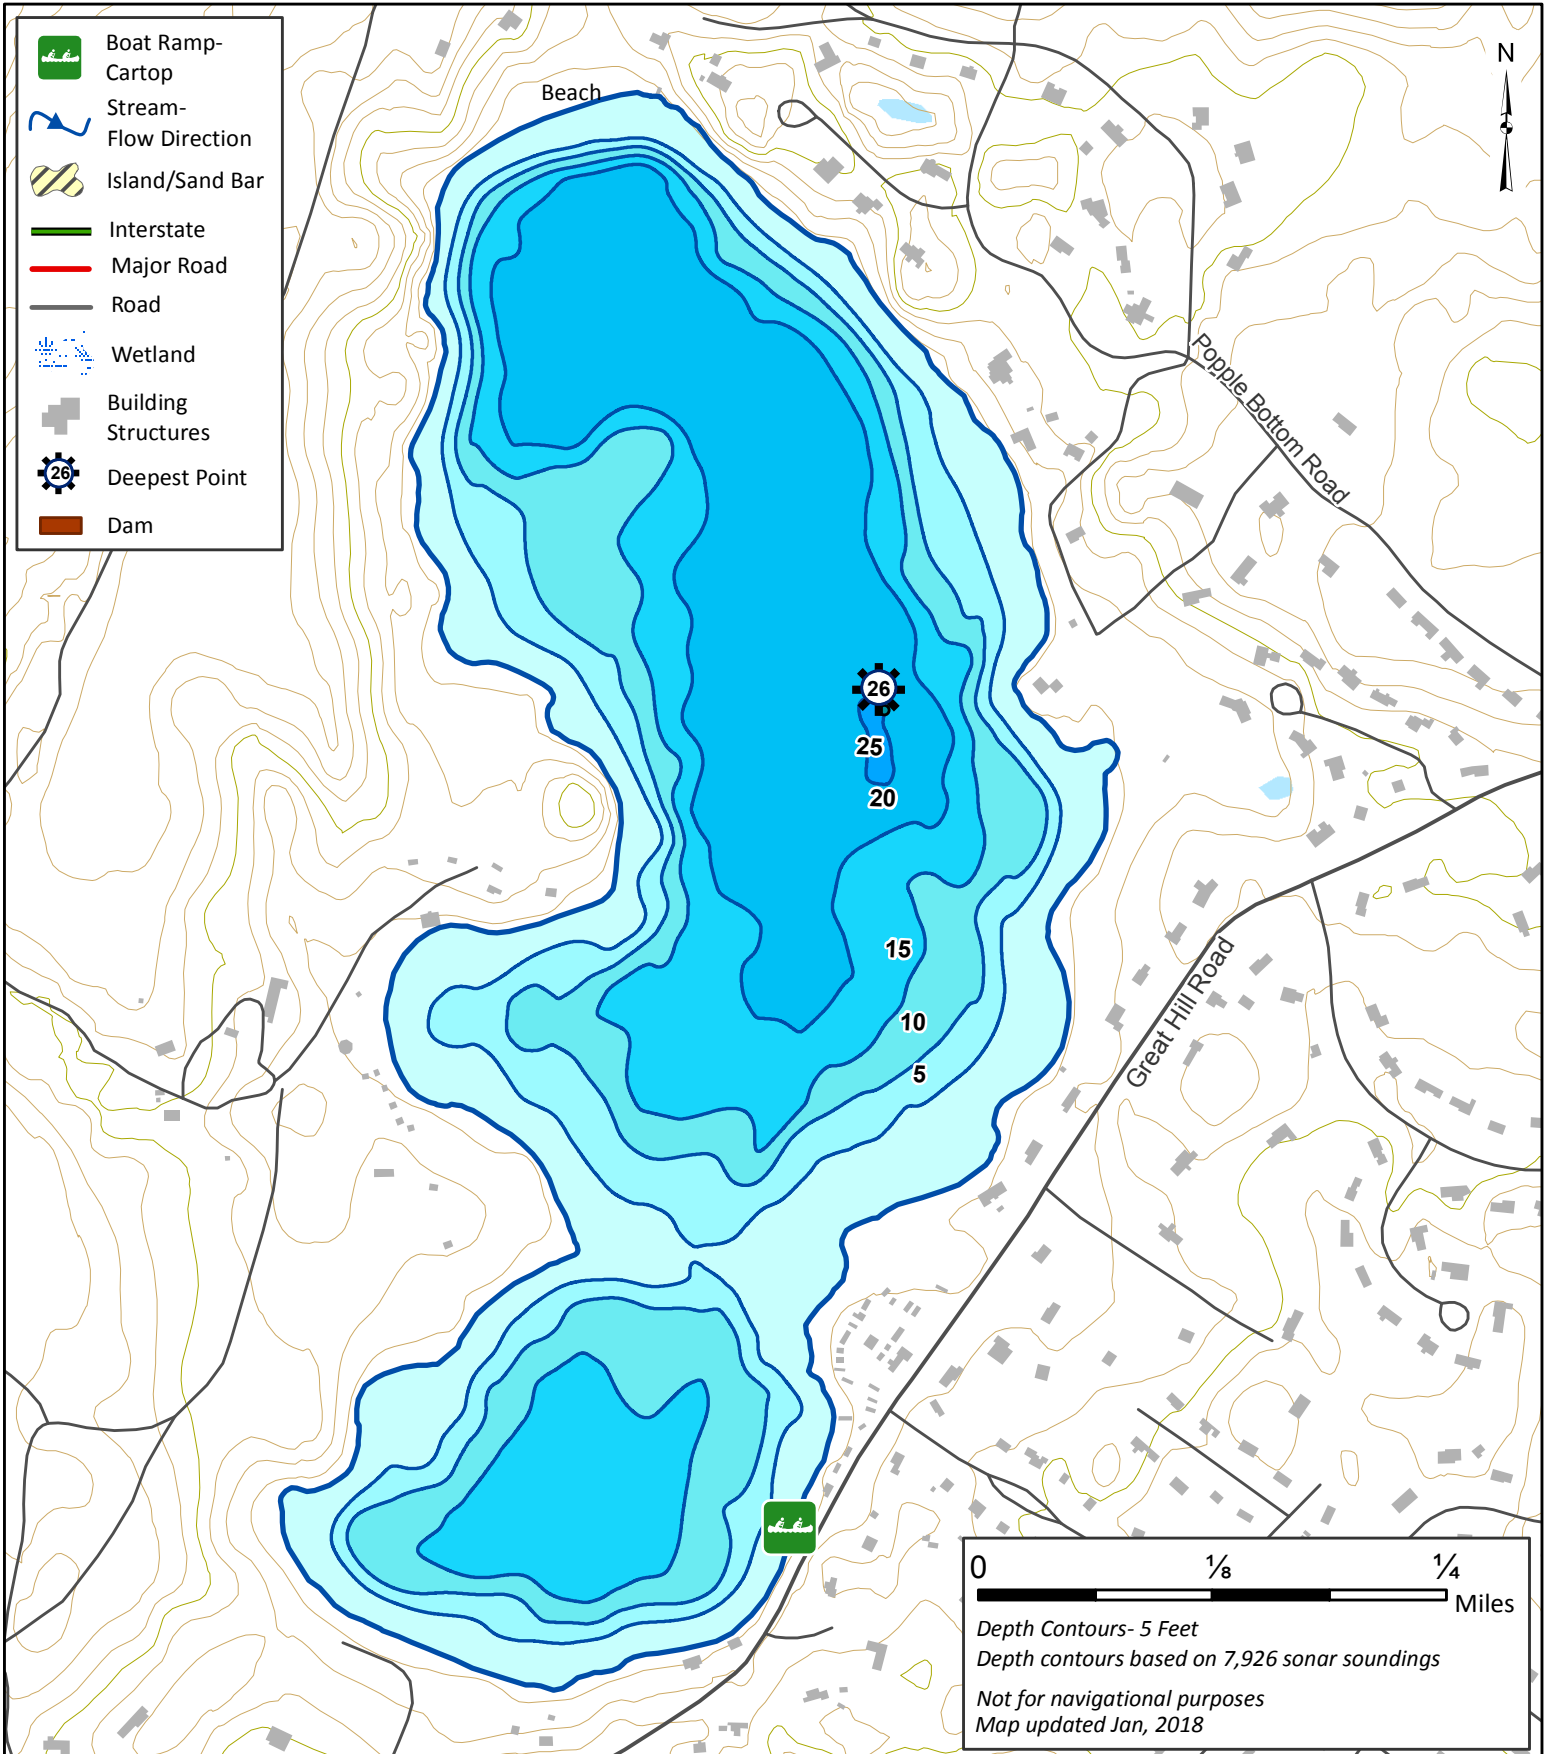 Boat Ramp-
Cartop
Stream-
Flow Direction
Island/Sand Bar
Interstate
Major Road
Road
Wetland
Building
Structures
26
Deepest Point
Dam
Beach
N
Popple Bottom Road
26
25
20
15
10
5
Great Hill Road
0 ⅛ ¼
Miles
Depth Contours- 5 Feet
Depth contours based on 7,926 sonar soundings
Not for navigational purposes
Map updated Jan, 2018